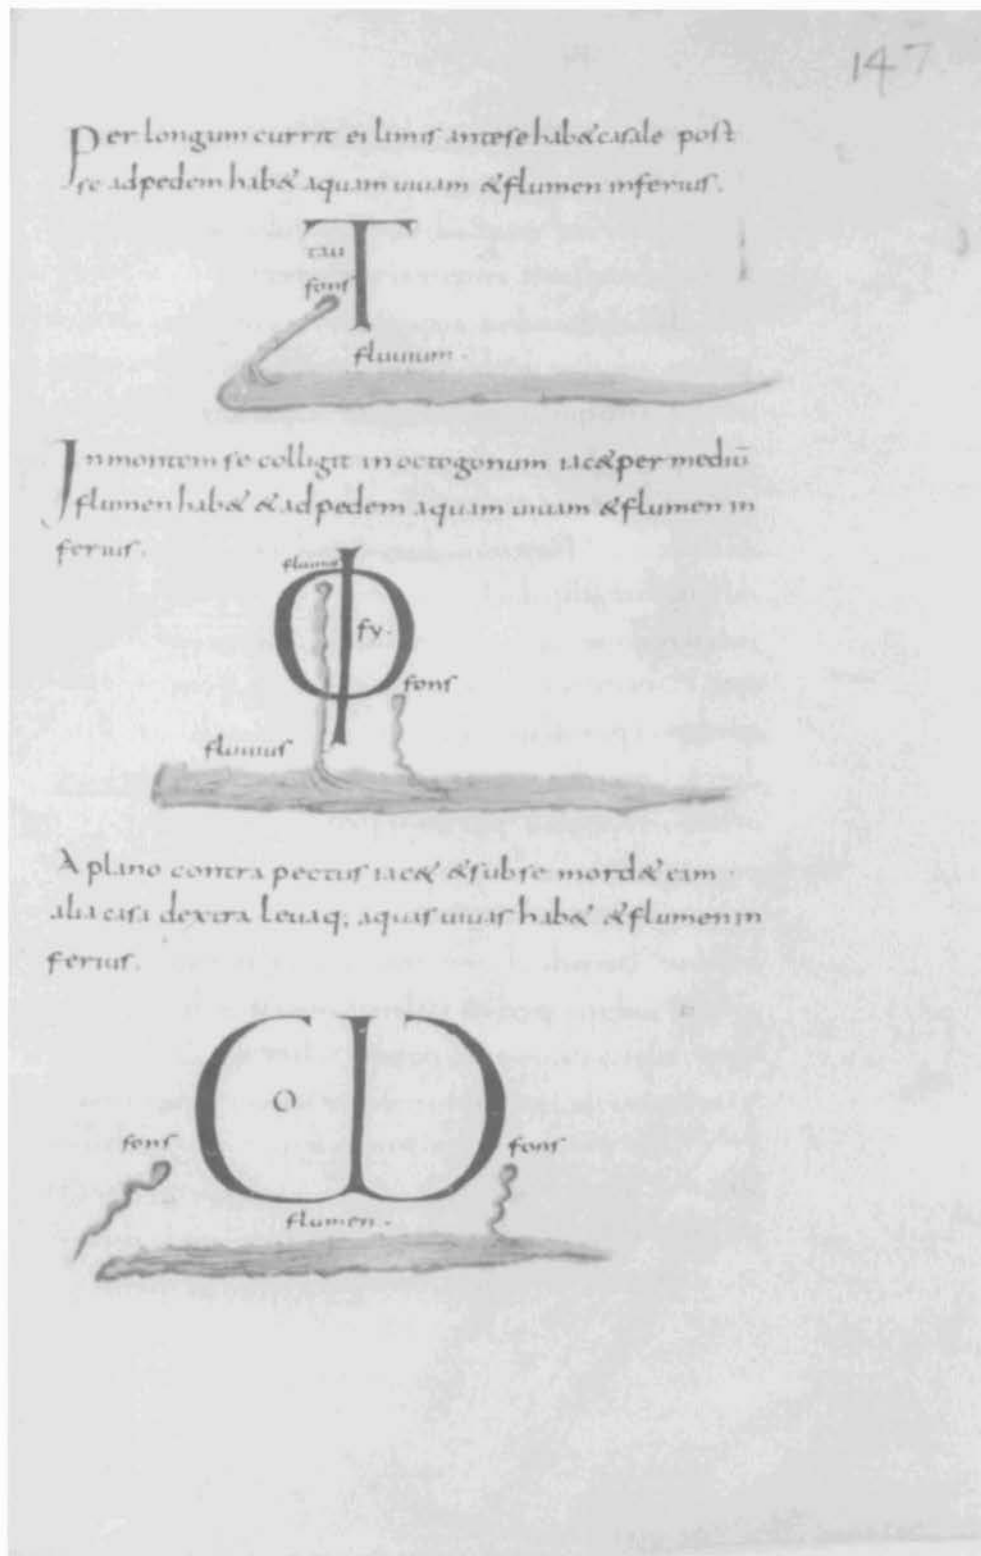 147
Per longum currit ei limis ante se hab& casale post
se ad pedem hab& aquam uiuam &flumen inferius.
T
tau
fons
fluuium.
In montem se colligit in octogonum iac& per mediū
flumen hab& & ad pedem aquam uiuam &flumen in
ferius.
fluuius
Φ
fy.
fons
fluuius
A plano contra pectus iac& &sub se mord& eam
alia casa dextra leuaq; aquas uiuas hab& &flumen in
ferius.
Ѡ
O
fons
fons
flumen.